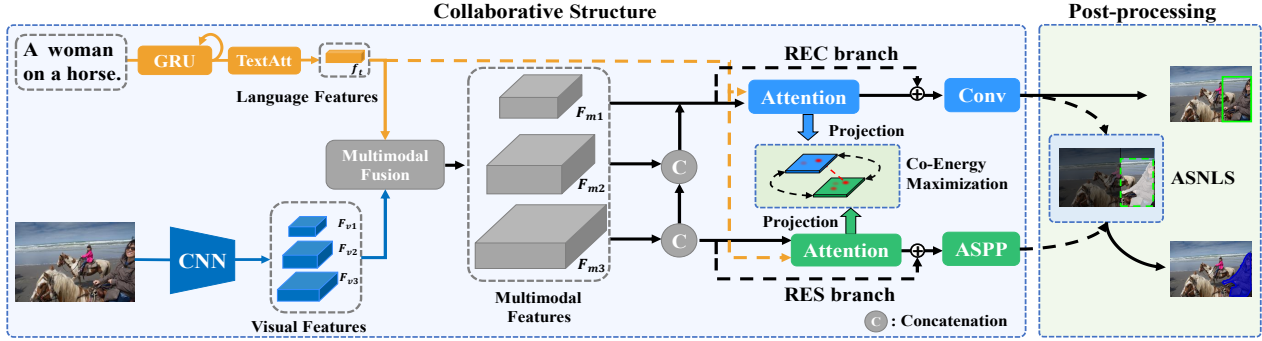 Collaborative Structure
Post-processing
A woman
on a horse.
GRU
TextAtt
f_t
Language Features
REC branch
Attention
Conv
F_m1
Projection
Multimodal
Fusion
F_m2
C
Co-Energy
Maximization
ASNLS
F_v1
F_v2
F_v3
CNN
Projection
C
F_m3
Attention
ASPP
Visual Features
Multimodal
Features
RES branch
C : Concatenation